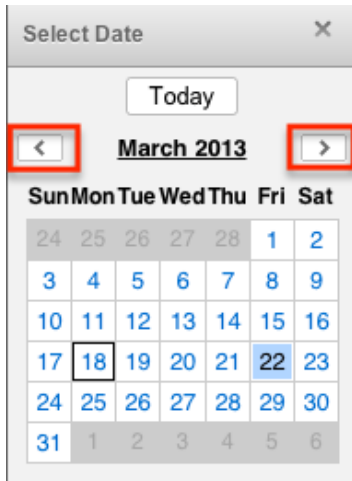 Select Date ×
Today
< March 2013 >
Sun Mon Tue Wed Thu Fri Sat
24 25 26 27 28 1 2
3 4 5 6 7 8 9
10 11 12 13 14 15 16
17 18 19 20 21 22 23
24 25 26 27 28 29 30
31 1 2 3 4 5 6